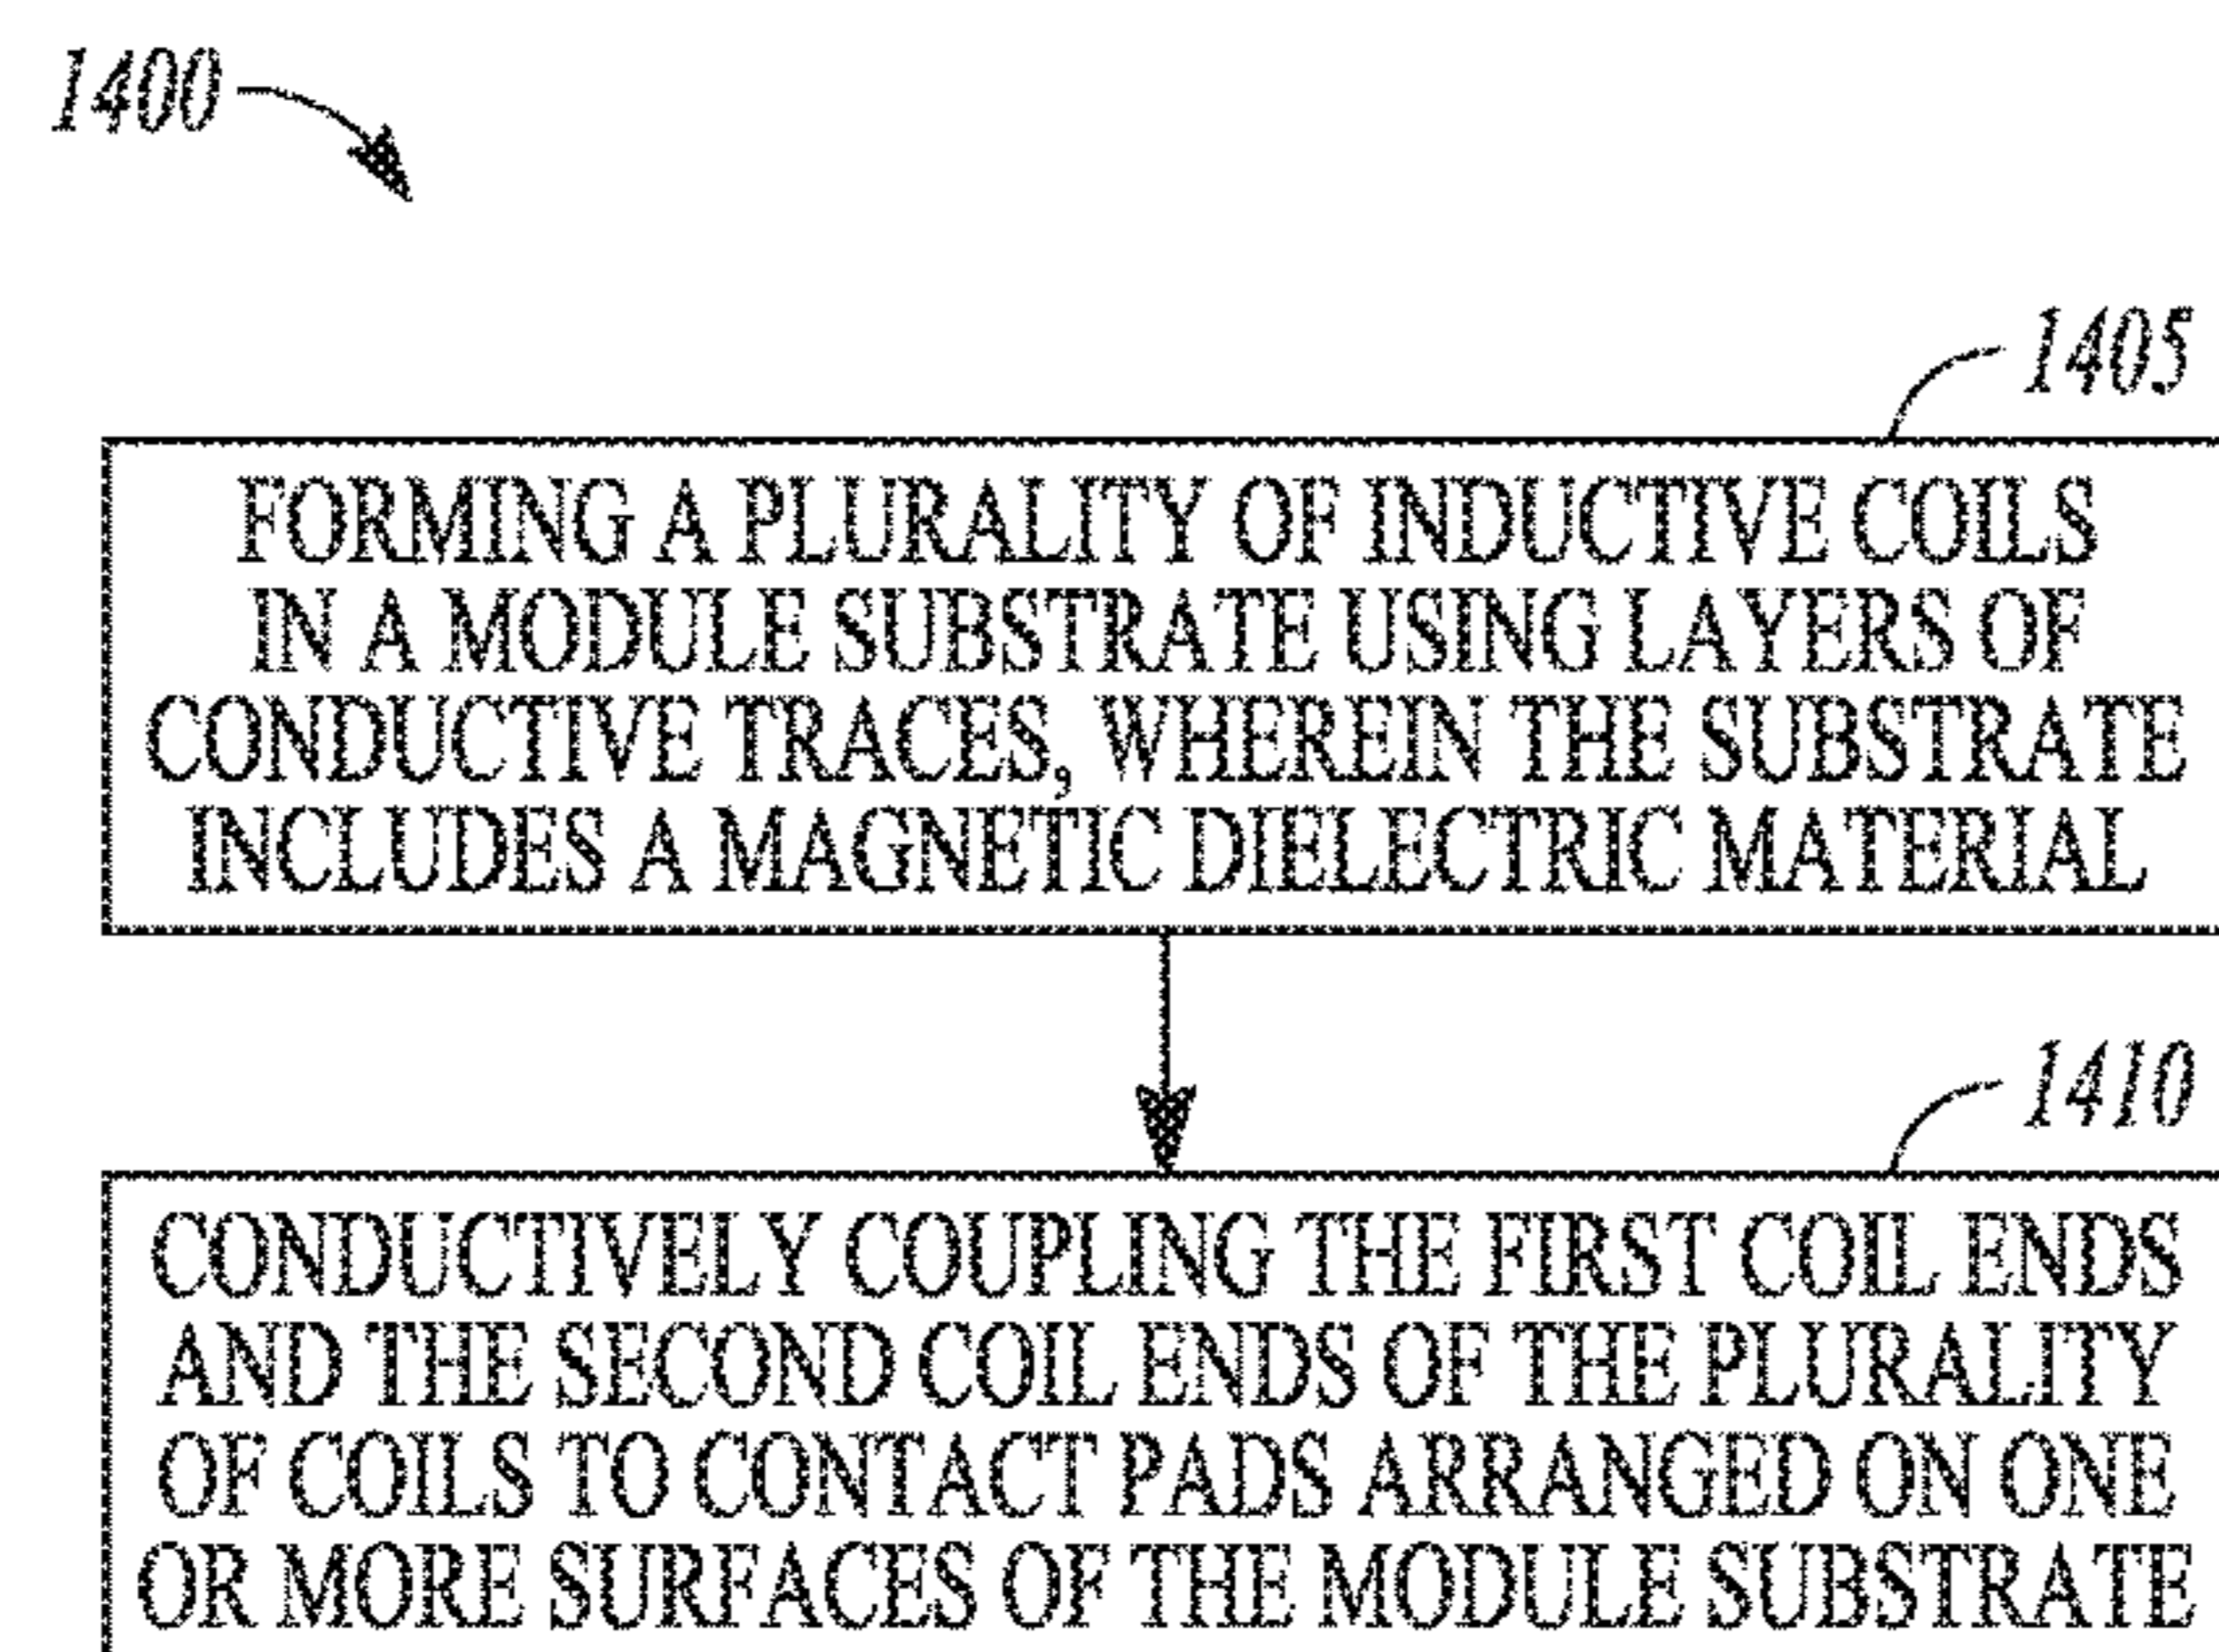 1400
1405
FORMING A PLURALITY OF INDUCTIVE COILS
IN A MODULE SUBSTRATE USING LAYERS OF
CONDUCTIVE TRACES, WHEREIN THE SUBSTRATE
INCLUDES A MAGNETIC DIELECTRIC MATERIAL
1410
CONDUCTIVELY COUPLING THE FIRST COIL ENDS
AND THE SECOND COIL ENDS OF THE PLURALITY
OF COILS TO CONTACT PADS ARRANGED ON ONE
OR MORE SURFACES OF THE MODULE SUBSTRATE